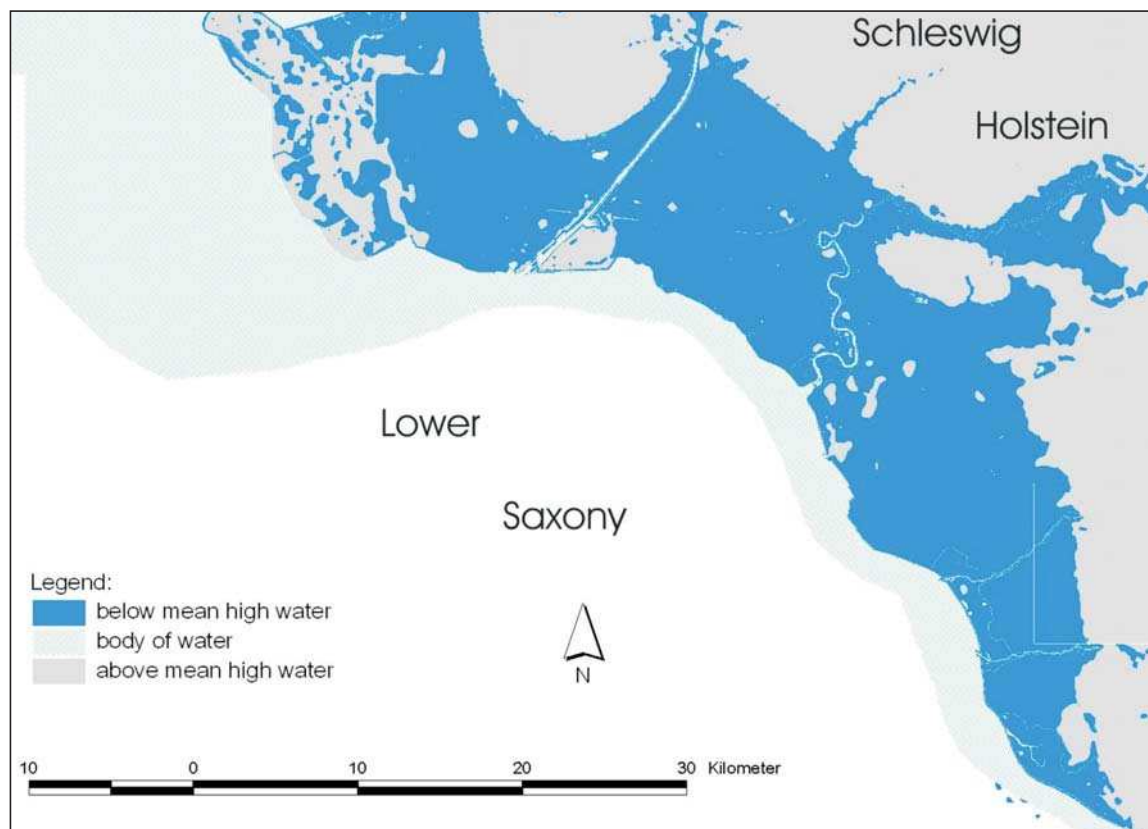 Schleswig
Holstein
Lower
Saxony
Legend:
below mean high water
body of water
above mean high water
N
10 0 10 20 30 Kilometer